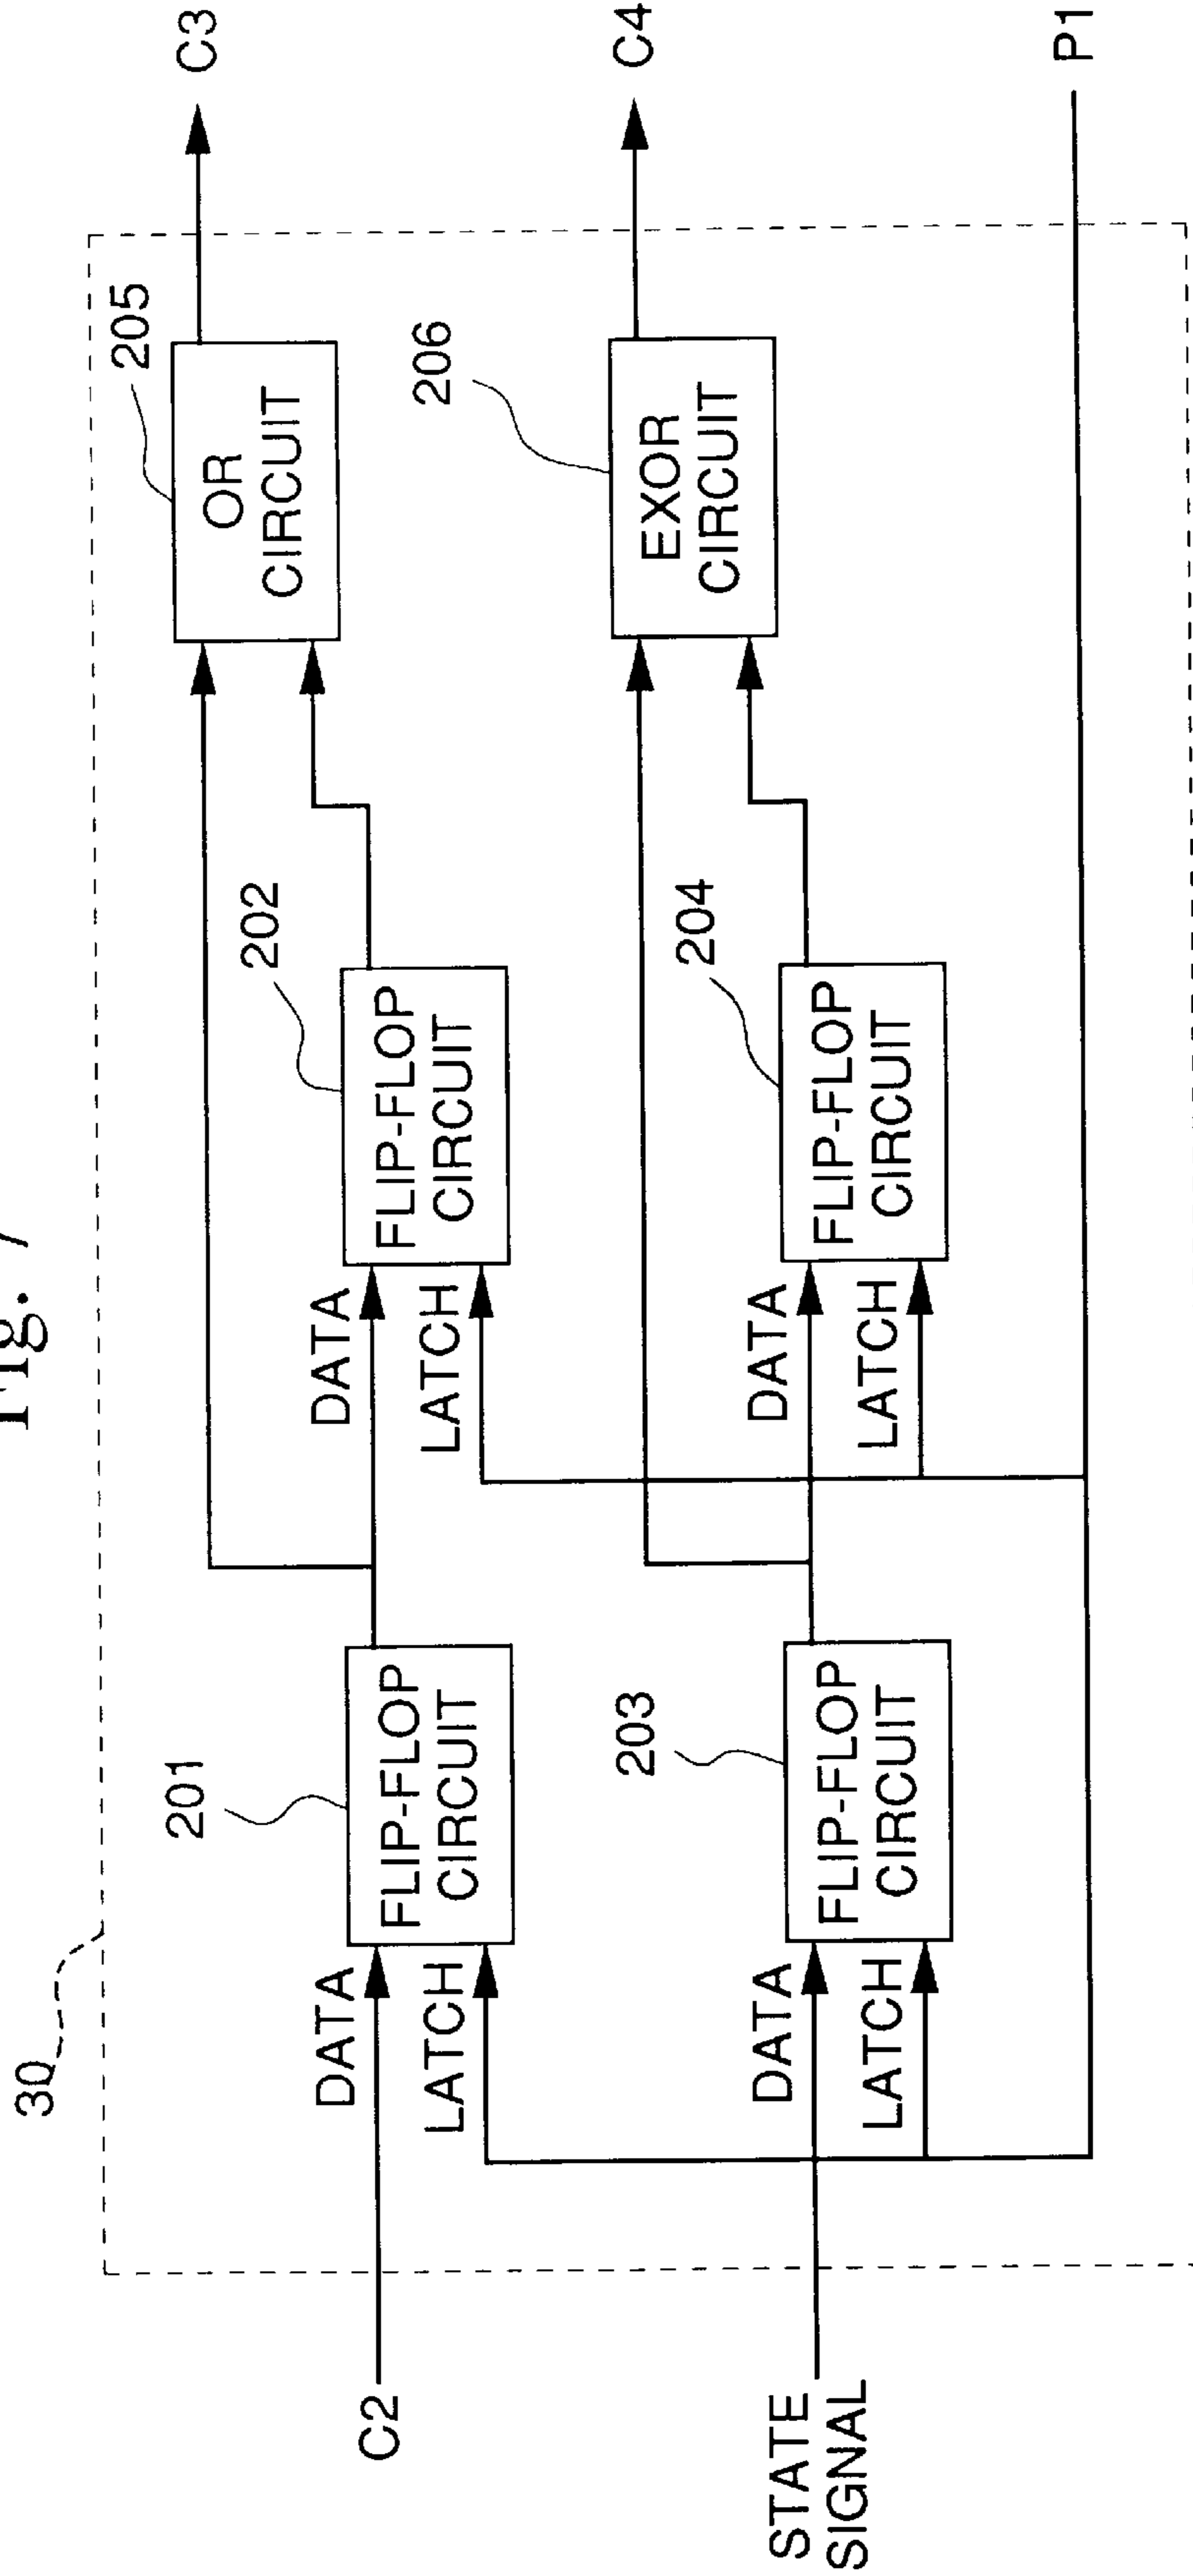 Fig. 7
30
C2
DATA
LATCH
201
FLIP-FLOP
CIRCUIT
DATA
LATCH
202
FLIP-FLOP
CIRCUIT
205
OR
CIRCUIT
C3
STATE
SIGNAL
DATA
LATCH
203
FLIP-FLOP
CIRCUIT
DATA
LATCH
204
FLIP-FLOP
CIRCUIT
206
EXOR
CIRCUIT
C4
P1